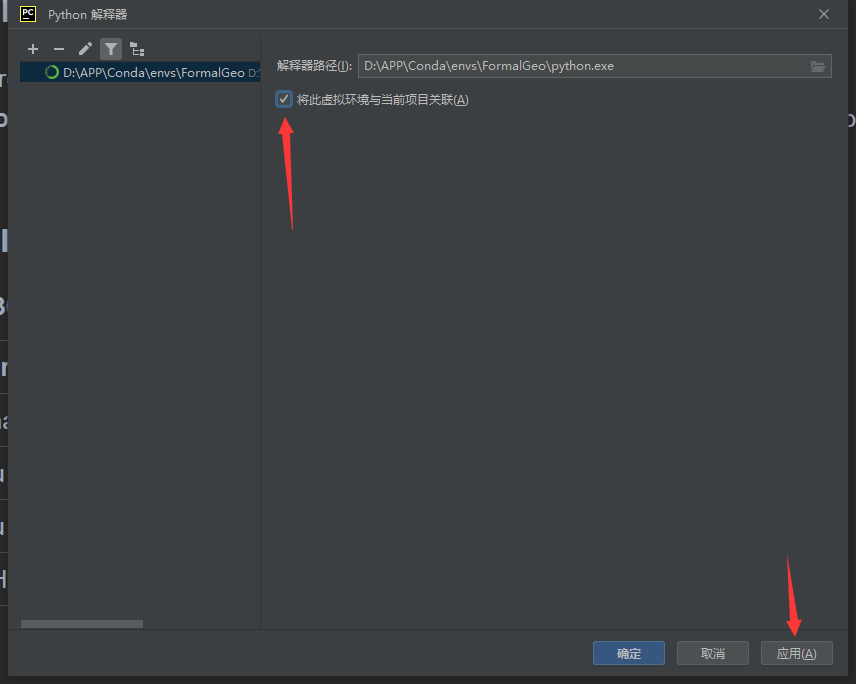 PC Python 解释器
D:\APP\Conda\envs\FormalGeo D:
解释器路径(I): D:\APP\Conda\envs\FormalGeo\python.exe
将此虚拟环境与当前项目关联(A)
确定 取消 应用(A)